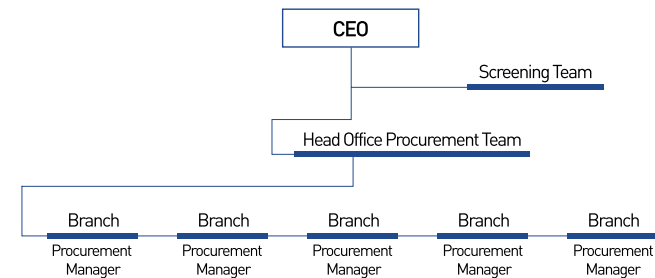 CEO
Screening Team
Head Office Procurement Team
Branch Branch Branch Branch Branch
Procurement Procurement Procurement Procurement Procurement
Manager Manager Manager Manager Manager